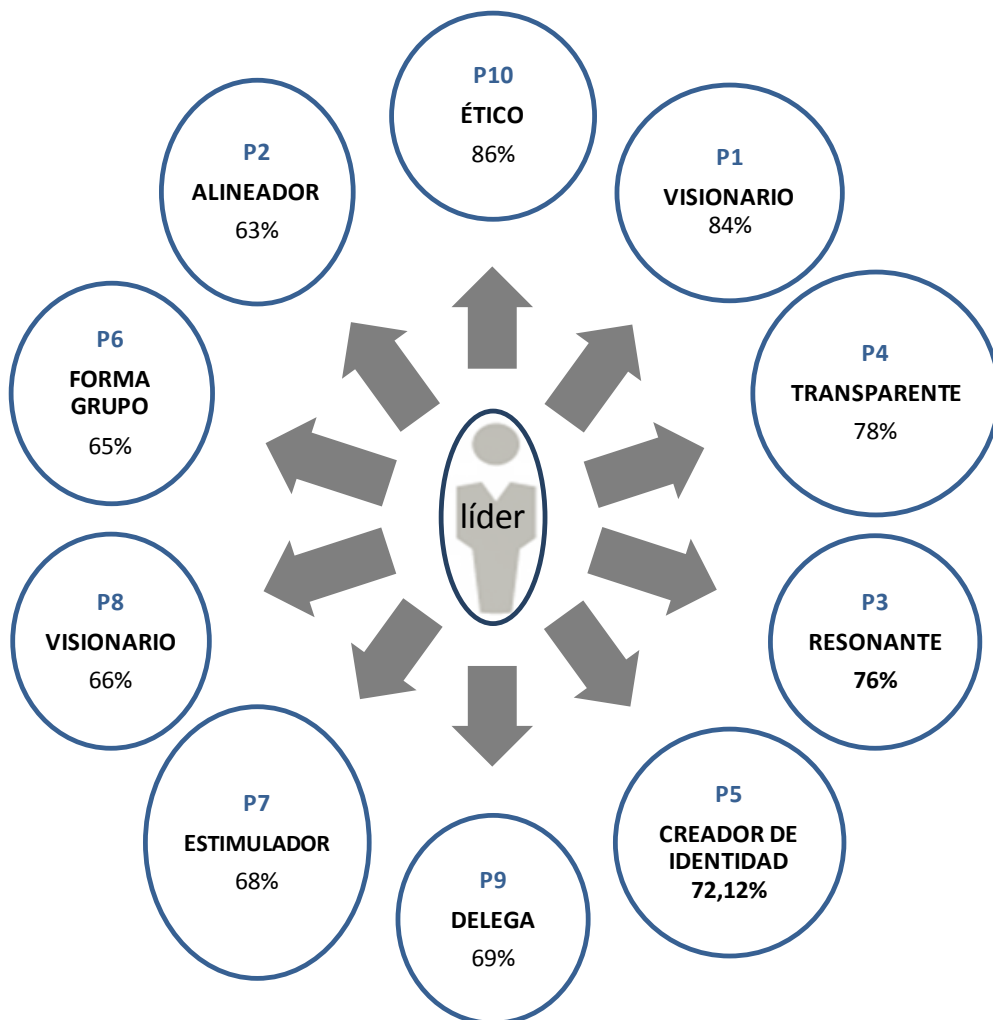 P10
ÉTICO
86%
P1
VISIONARIO
84%
P4
TRANSPARENTE
78%
P3
RESONANTE
76%
P5
CREADOR DE
IDENTIDAD
72,12%
P9
DELEGA
69%
P7
ESTIMULADOR
68%
P8
VISIONARIO
66%
P6
FORMA
GRUPO
65%
P2
ALINEADOR
63%
líder